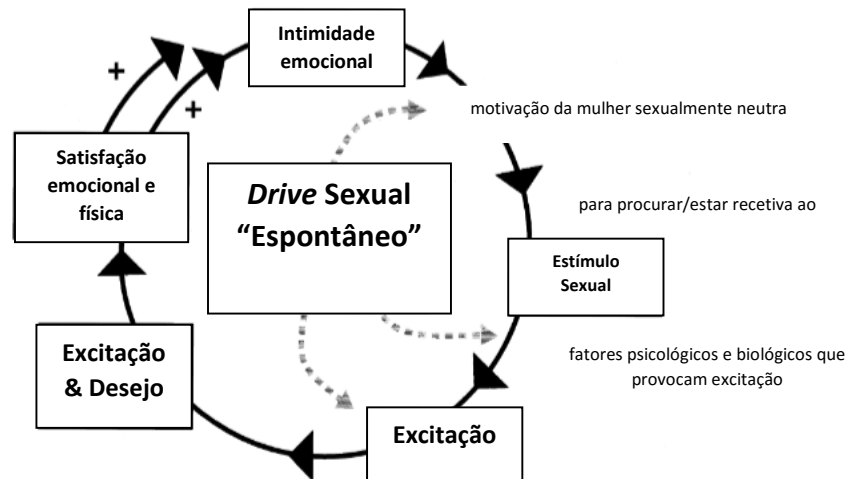 Intimidade
emocional
+
+
motivação da mulher sexualmente neutra
Satisfação
emocional e
física
Drive Sexual
“Espontâneo”
para procurar/estar recetiva ao
Estímulo
Sexual
Excitação
& Desejo
fatores psicológicos e biológicos que
provocam excitação
Excitação